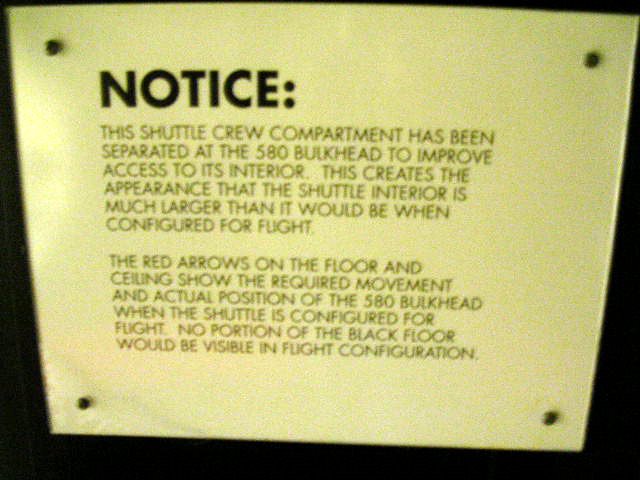 NOTICE:
THIS SHUTTLE CREW COMPARTMENT HAS BEEN
SEPARATED AT THE 580 BULKHEAD TO IMPROVE
ACCESS TO ITS INTERIOR. THIS CREATES THE
APPEARANCE THAT THE SHUTTLE INTERIOR IS
MUCH LARGER THAN IT WOULD BE WHEN
CONFIGURED FOR FLIGHT.
THE RED ARROWS ON THE FLOOR AND
CEILING SHOW THE REQUIRED MOVEMENT
AND ACTUAL POSITION OF THE 580 BULKHEAD
WHEN THE SHUTTLE IS CONFIGURED FOR
FLIGHT. NO PORTION OF THE BLACK FLOOR
WOULD BE VISIBLE IN FLIGHT CONFIGURATION.